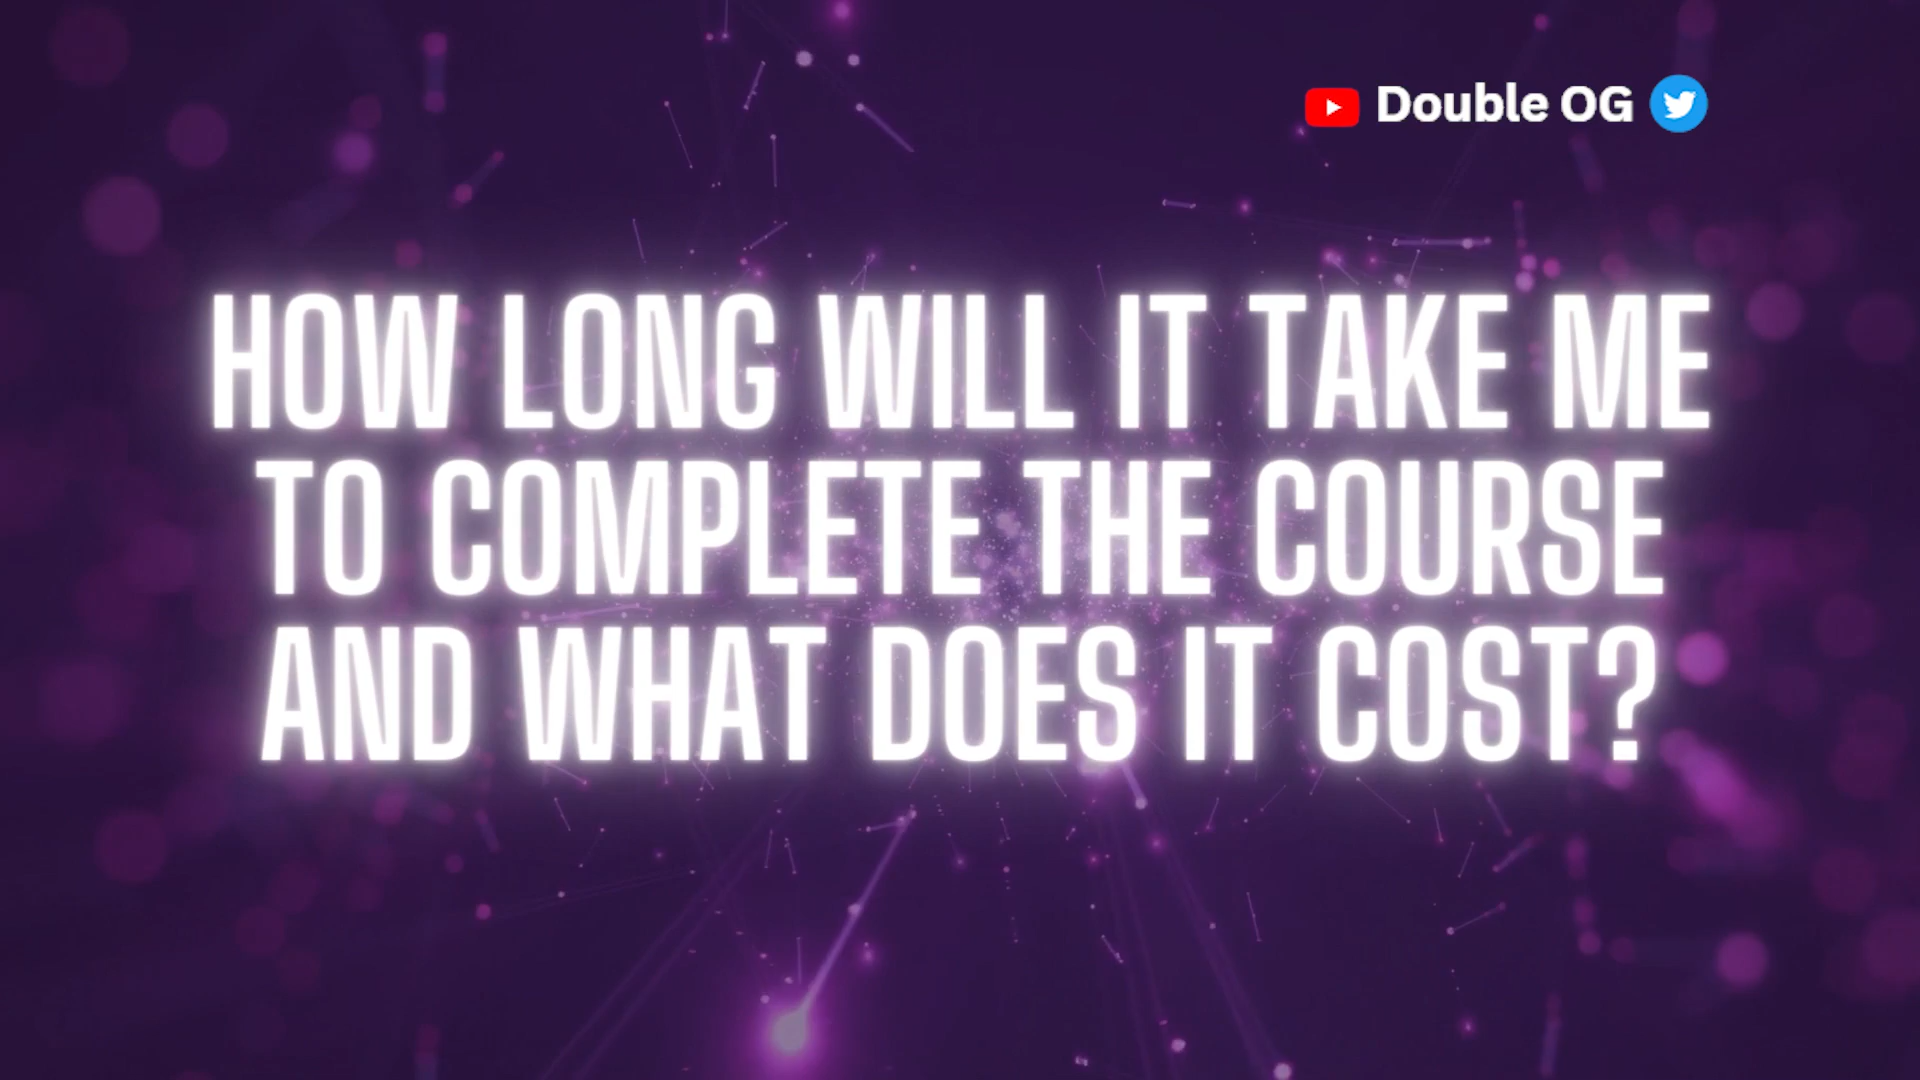 Double OG
HOW LONG WILL IT TAKE ME
TO COMPLETE THE COURSE
AND WHAT DOES IT COST?